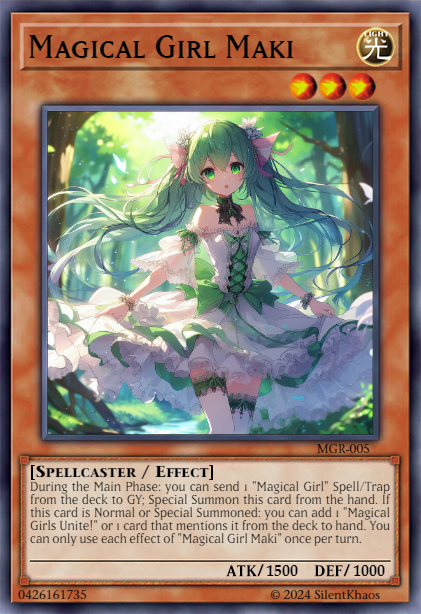 Magical Girl Maki
LIGHT
光
MGR-005
[Spellcaster / Effect]
During the Main Phase: you can send 1 "Magical Girl" Spell/Trap
from the deck to GY; Special Summon this card from the hand. If
this card is Normal or Special Summoned: you can add 1 "Magical
Girls Unite!" or 1 card that mentions it from the deck to hand. You
can only use each effect of "Magical Girl Maki" once per turn.
ATK/1500 DEF/1000
0426161735 © 2024 SilentKhaos